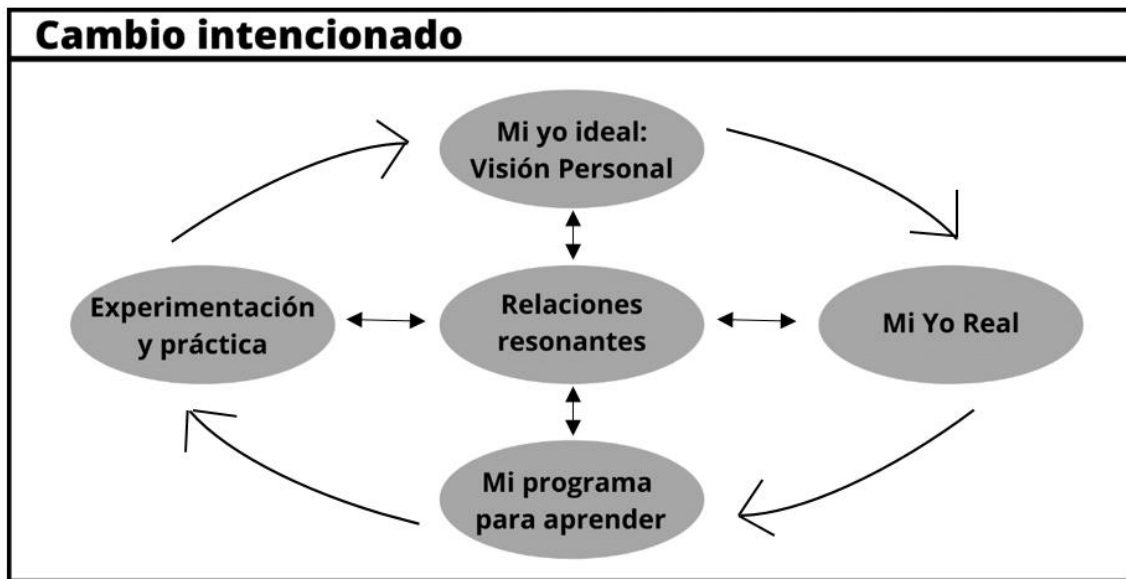 Cambio intencionado
Mi yo ideal:
Visión Personal
Experimentación
y práctica
Relaciones
resonantes
Mi Yo Real
Mi programa
para aprender